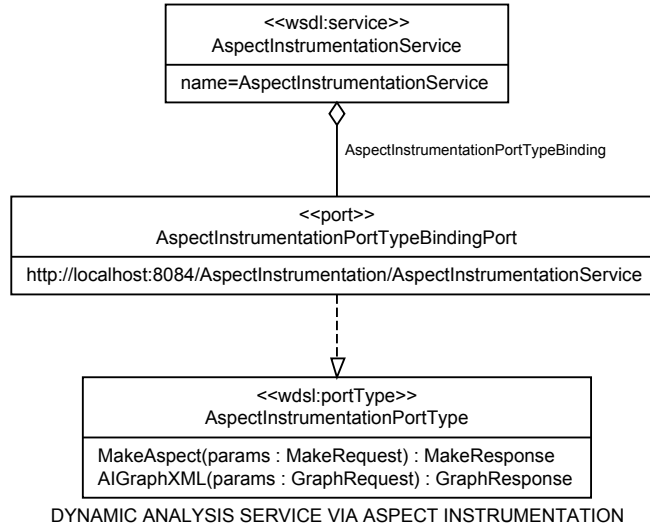 <<wsdl:service>>
AspectInstrumentationService
name=AspectInstrumentationService
AspectInstrumentationPortTypeBinding
<<port>>
AspectInstrumentationPortTypeBindingPort
http://localhost:8084/AspectInstrumentation/AspectInstrumentationService
<<wdsl:portType>>
AspectInstrumentationPortType
MakeAspect(params : MakeRequest) : MakeResponse
AIGraphXML(params : GraphRequest) : GraphResponse
DYNAMIC ANALYSIS SERVICE VIA ASPECT INSTRUMENTATION